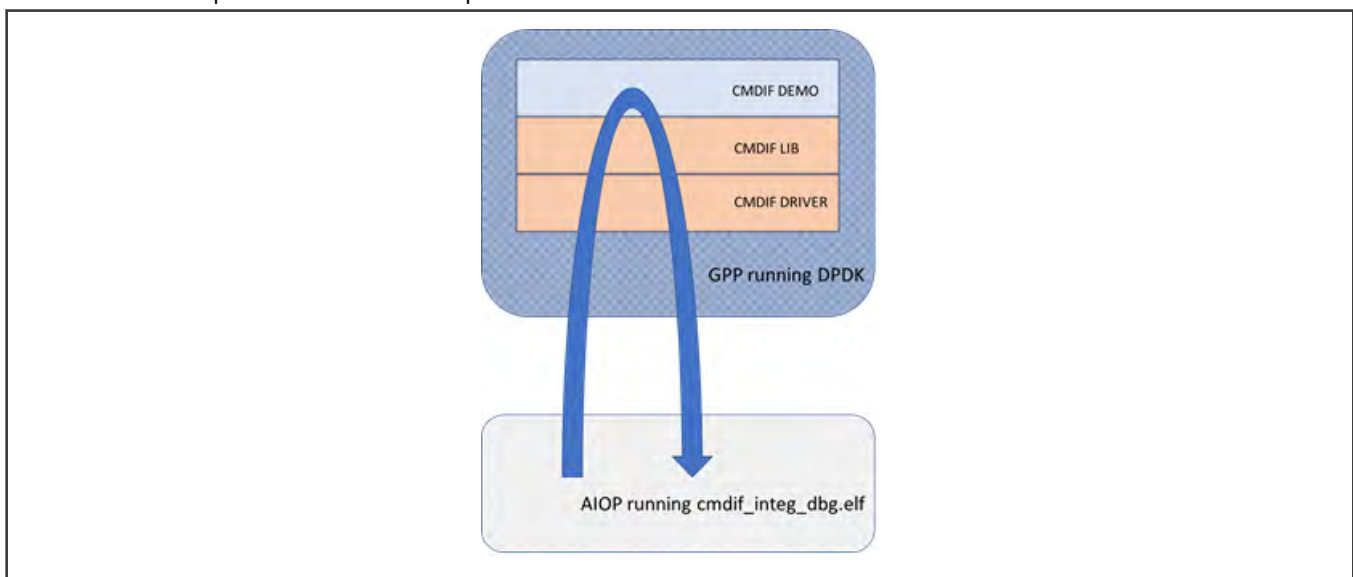 CMDIF DEMO
CMDIF LIB
CMDIF DRIVER
GPP running DPDK
AIOP running cmdif_integ_dbg.elf